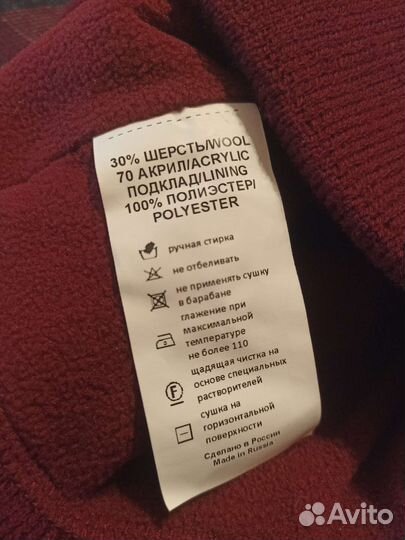 30% ШЕРСТЬ/WOOL
70 АКРИЛ/ACRYLIC
ПОДКЛАД/LINING
100% ПОЛИЭСТЕР/
POLYESTER
ручная стирка
не отбеливать
не применять сушку
в барабане
глажение при
максимальной
температуре
не более 110
щадящая чистка на
основе специальных
растворителей
F
сушка на
горизонтальной
поверхности
Сделано в России
Made in Russia
Avito